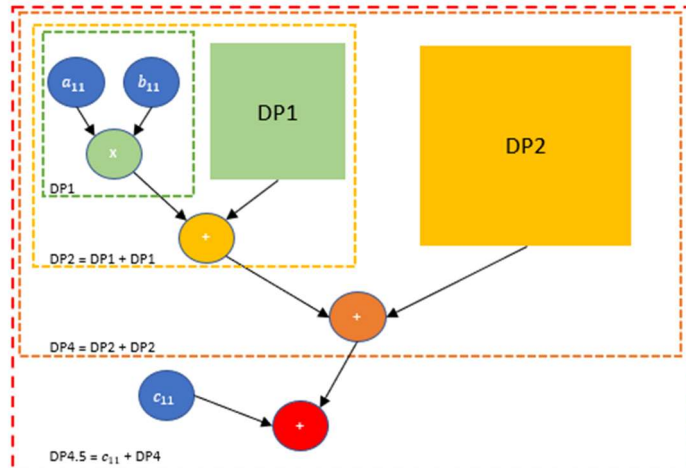 a₁₁
b₁₁
DP1
DP2
x
DP1
+
DP2 = DP1 + DP1
+
DP4 = DP2 + DP2
c₁₁
+
DP4.5 = c₁₁ + DP4